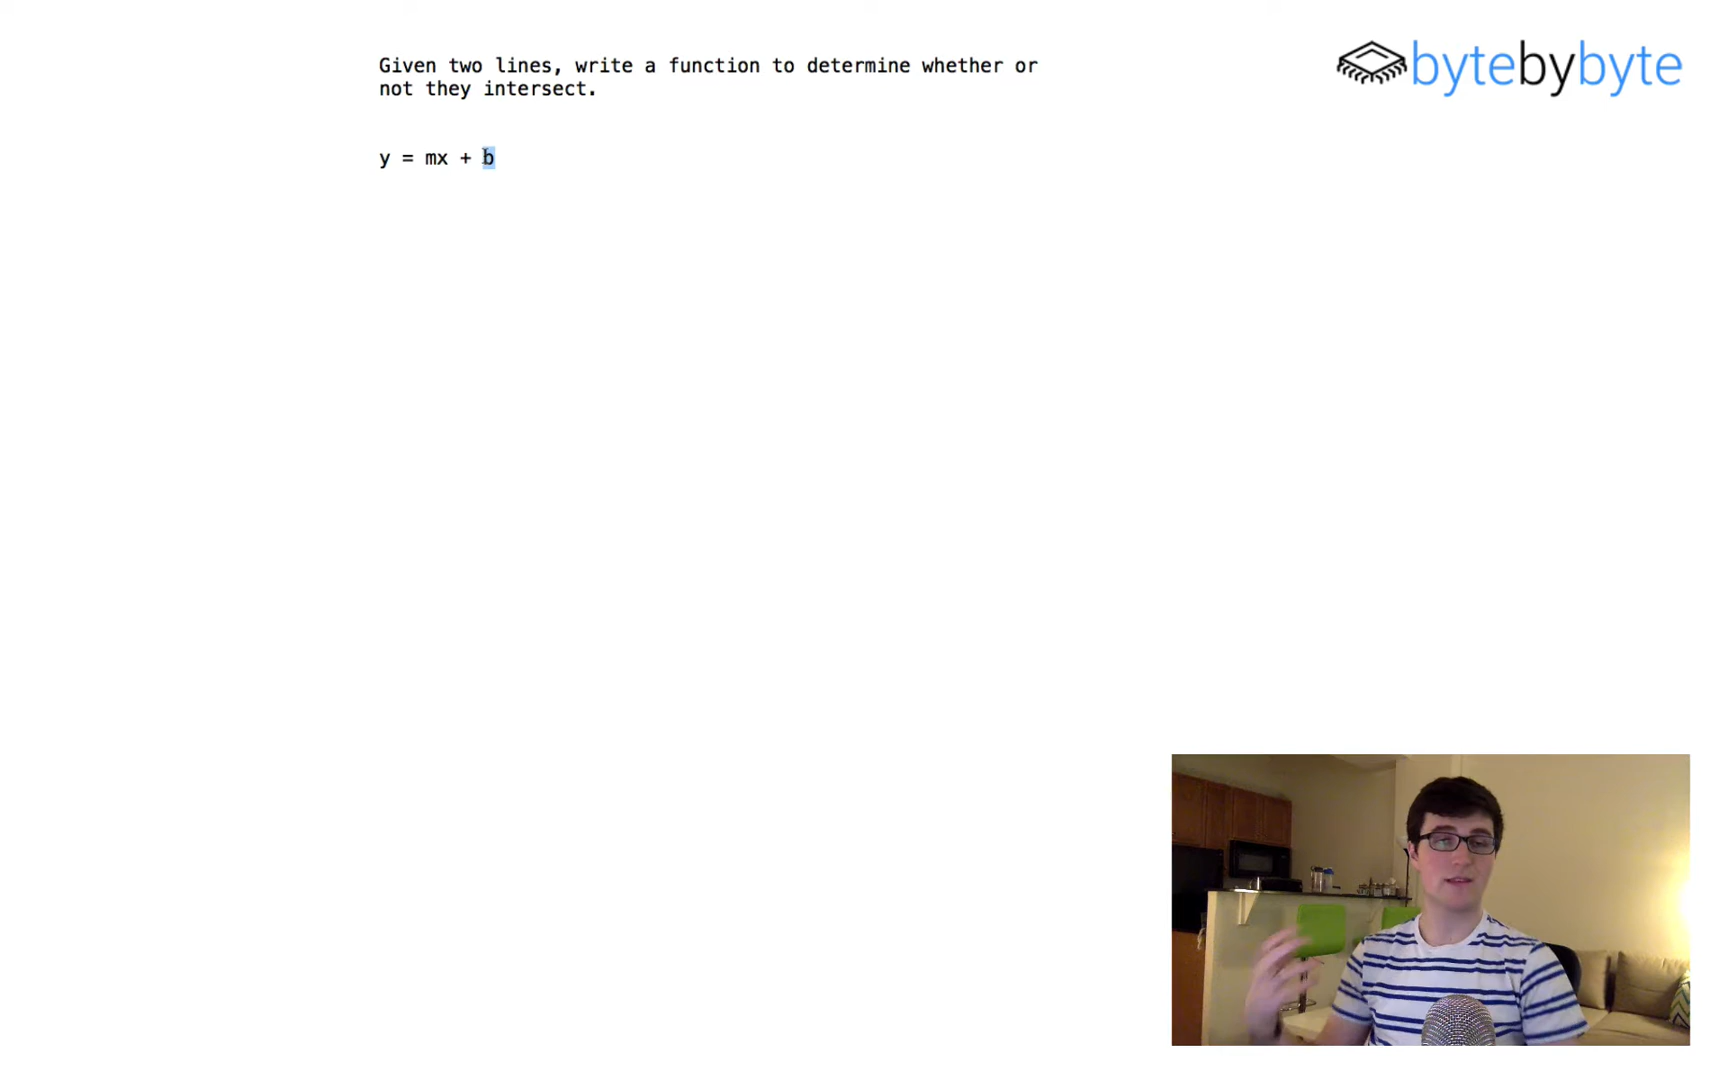 bytebybyte
Given two lines, write a function to determine whether or
not they intersect.
y = mx + b